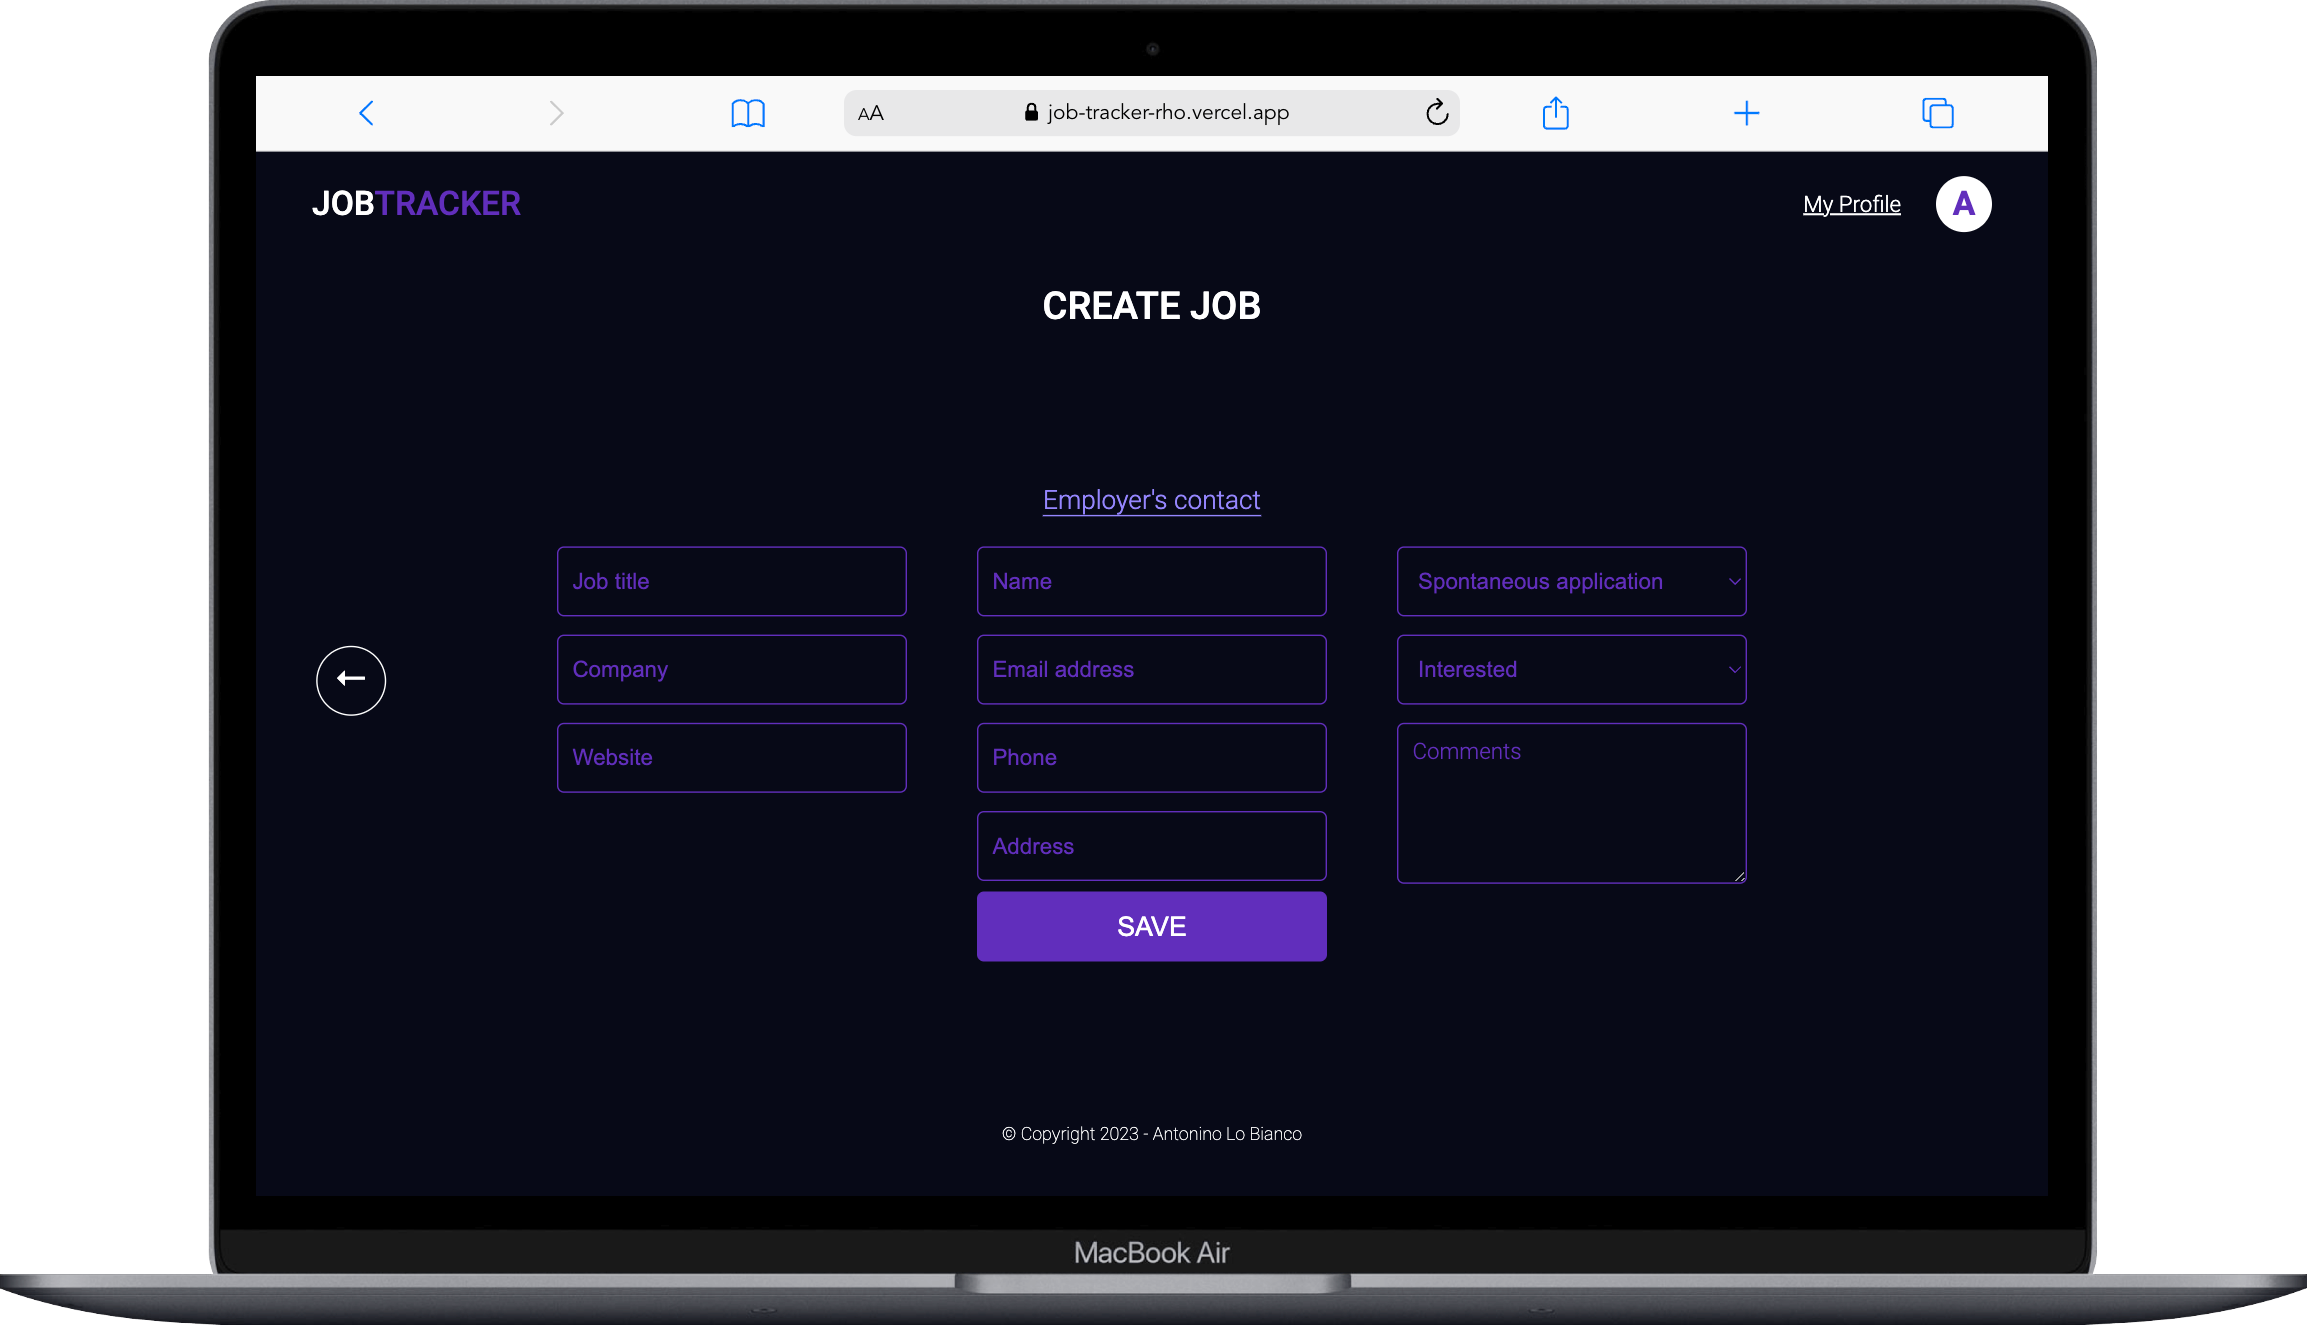 AA
job-tracker-rho.vercel.app
JOBTRACKER
My Profile
A
CREATE JOB
Employer's contact
Job title
Name
Spontaneous application
Company
Email address
Interested
Website
Phone
Comments
Address
SAVE
© Copyright 2023 - Antonino Lo Bianco
MacBook Air